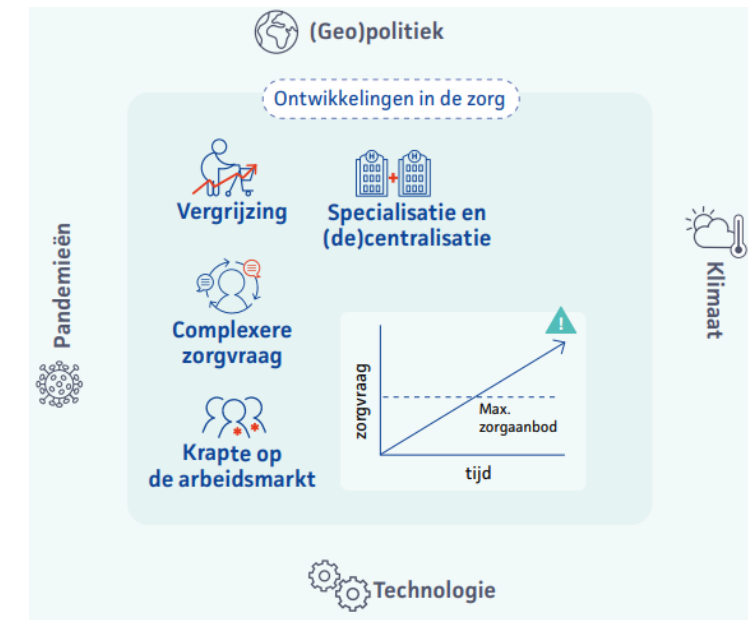 (Geo)politiek
Ontwikkelingen in de zorg
Vergrijzing
Specialisatie en
(de)centralisatie
Pandemieën
Klimaat
Complexere
zorgvraag
Krapte op
de arbeidsmarkt
!
zorgvraag
Max.
zorgaanbod
tijd
Technologie
H
H